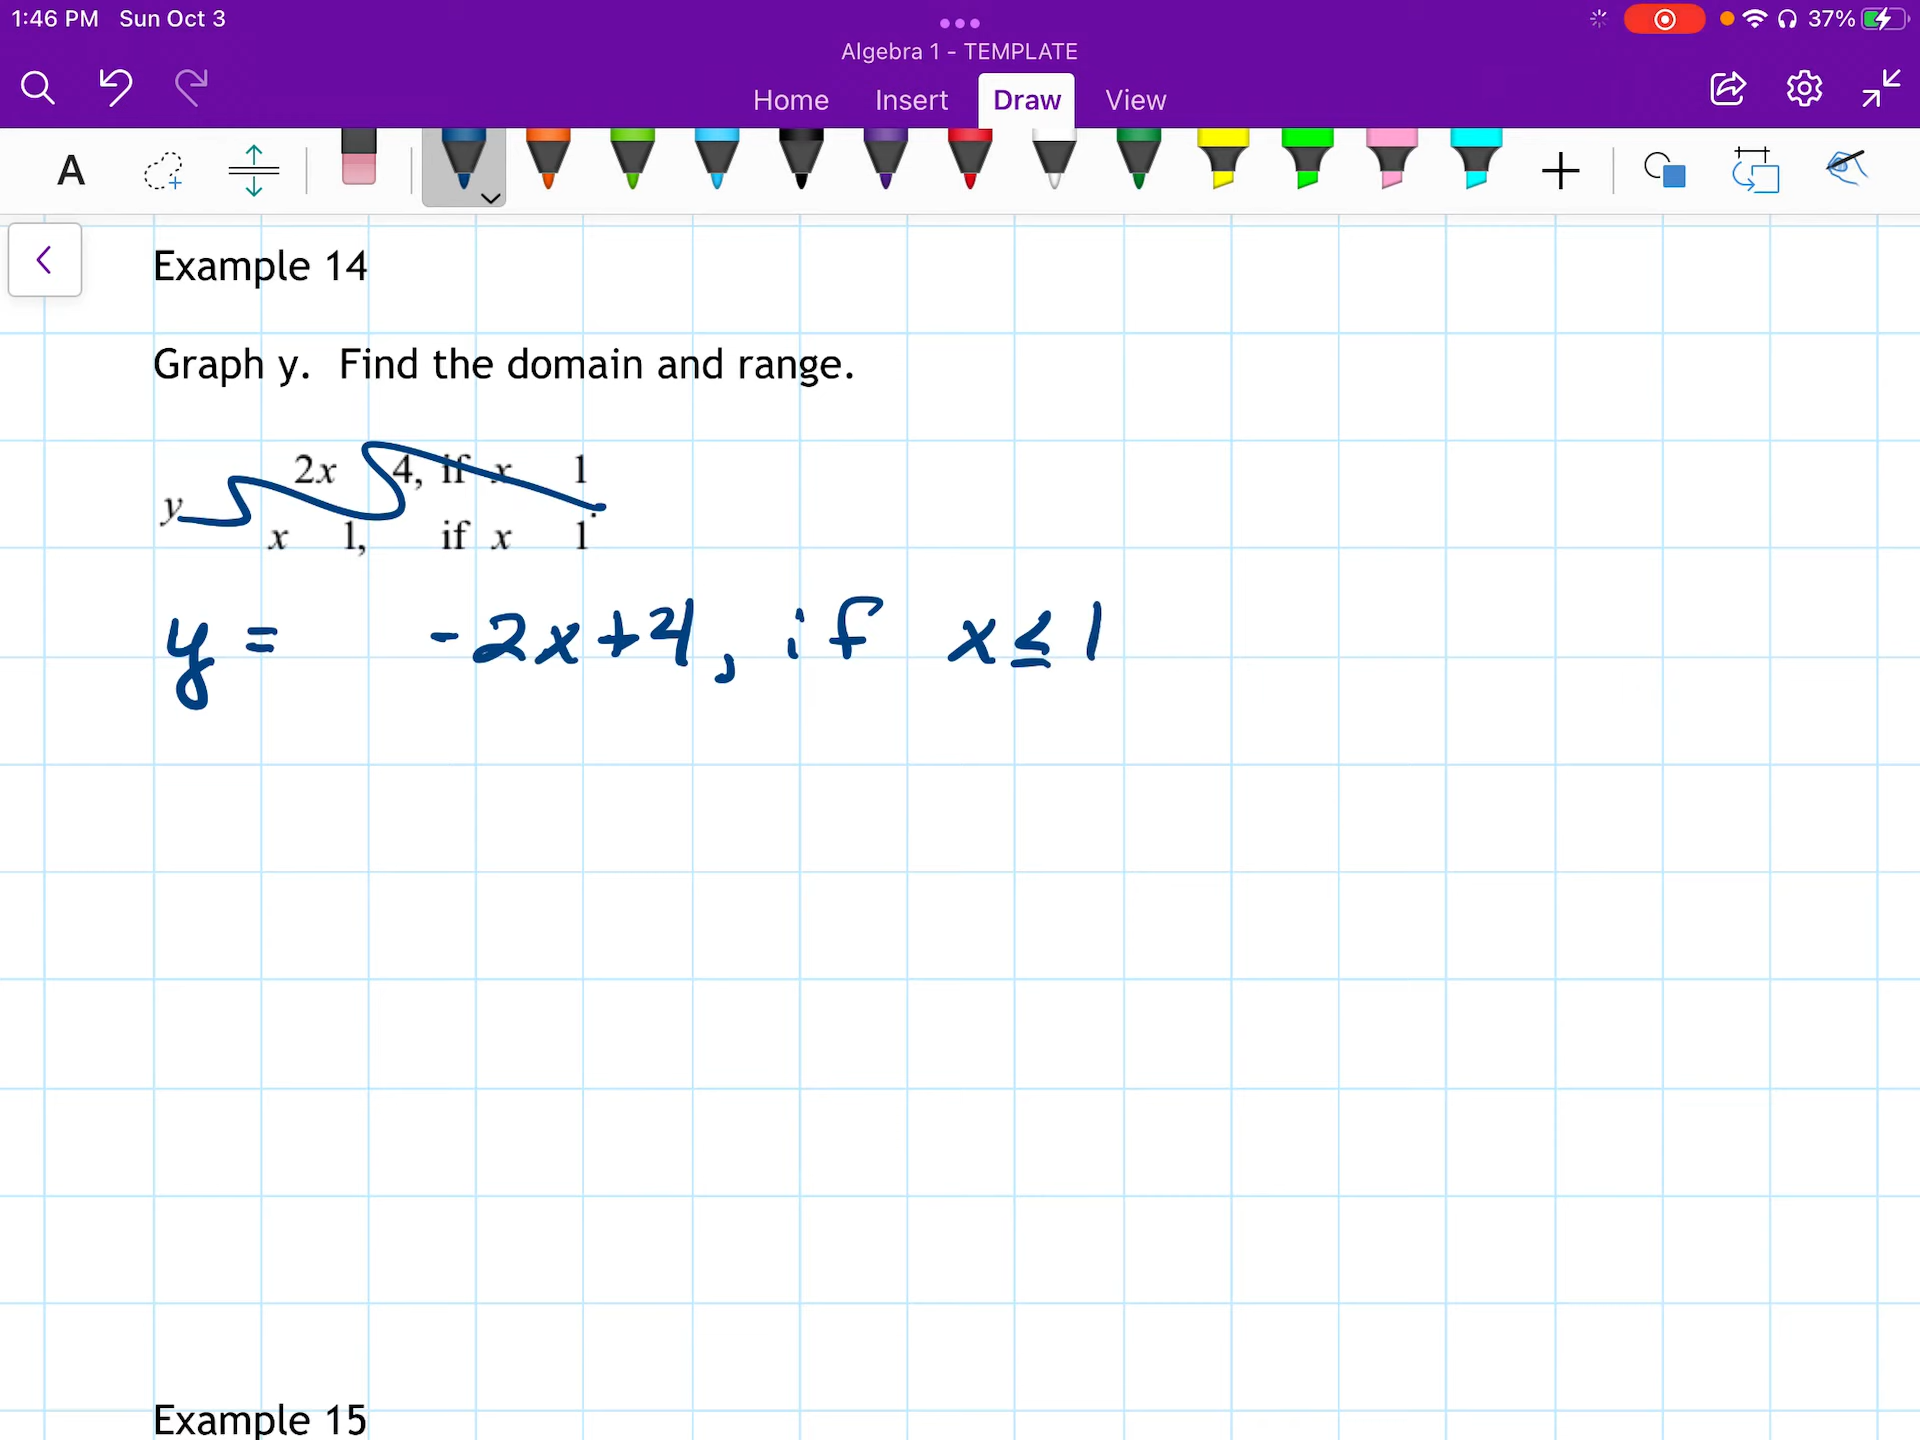 1:46 PM Sun Oct 3
37%
Algebra 1 - TEMPLATE
Home Insert Draw View
A
Example 14
Graph y. Find the domain and range.
2x 4, if x 1
y .
x 1, if x 1
y = -2x+4, if x≤1
Example 15